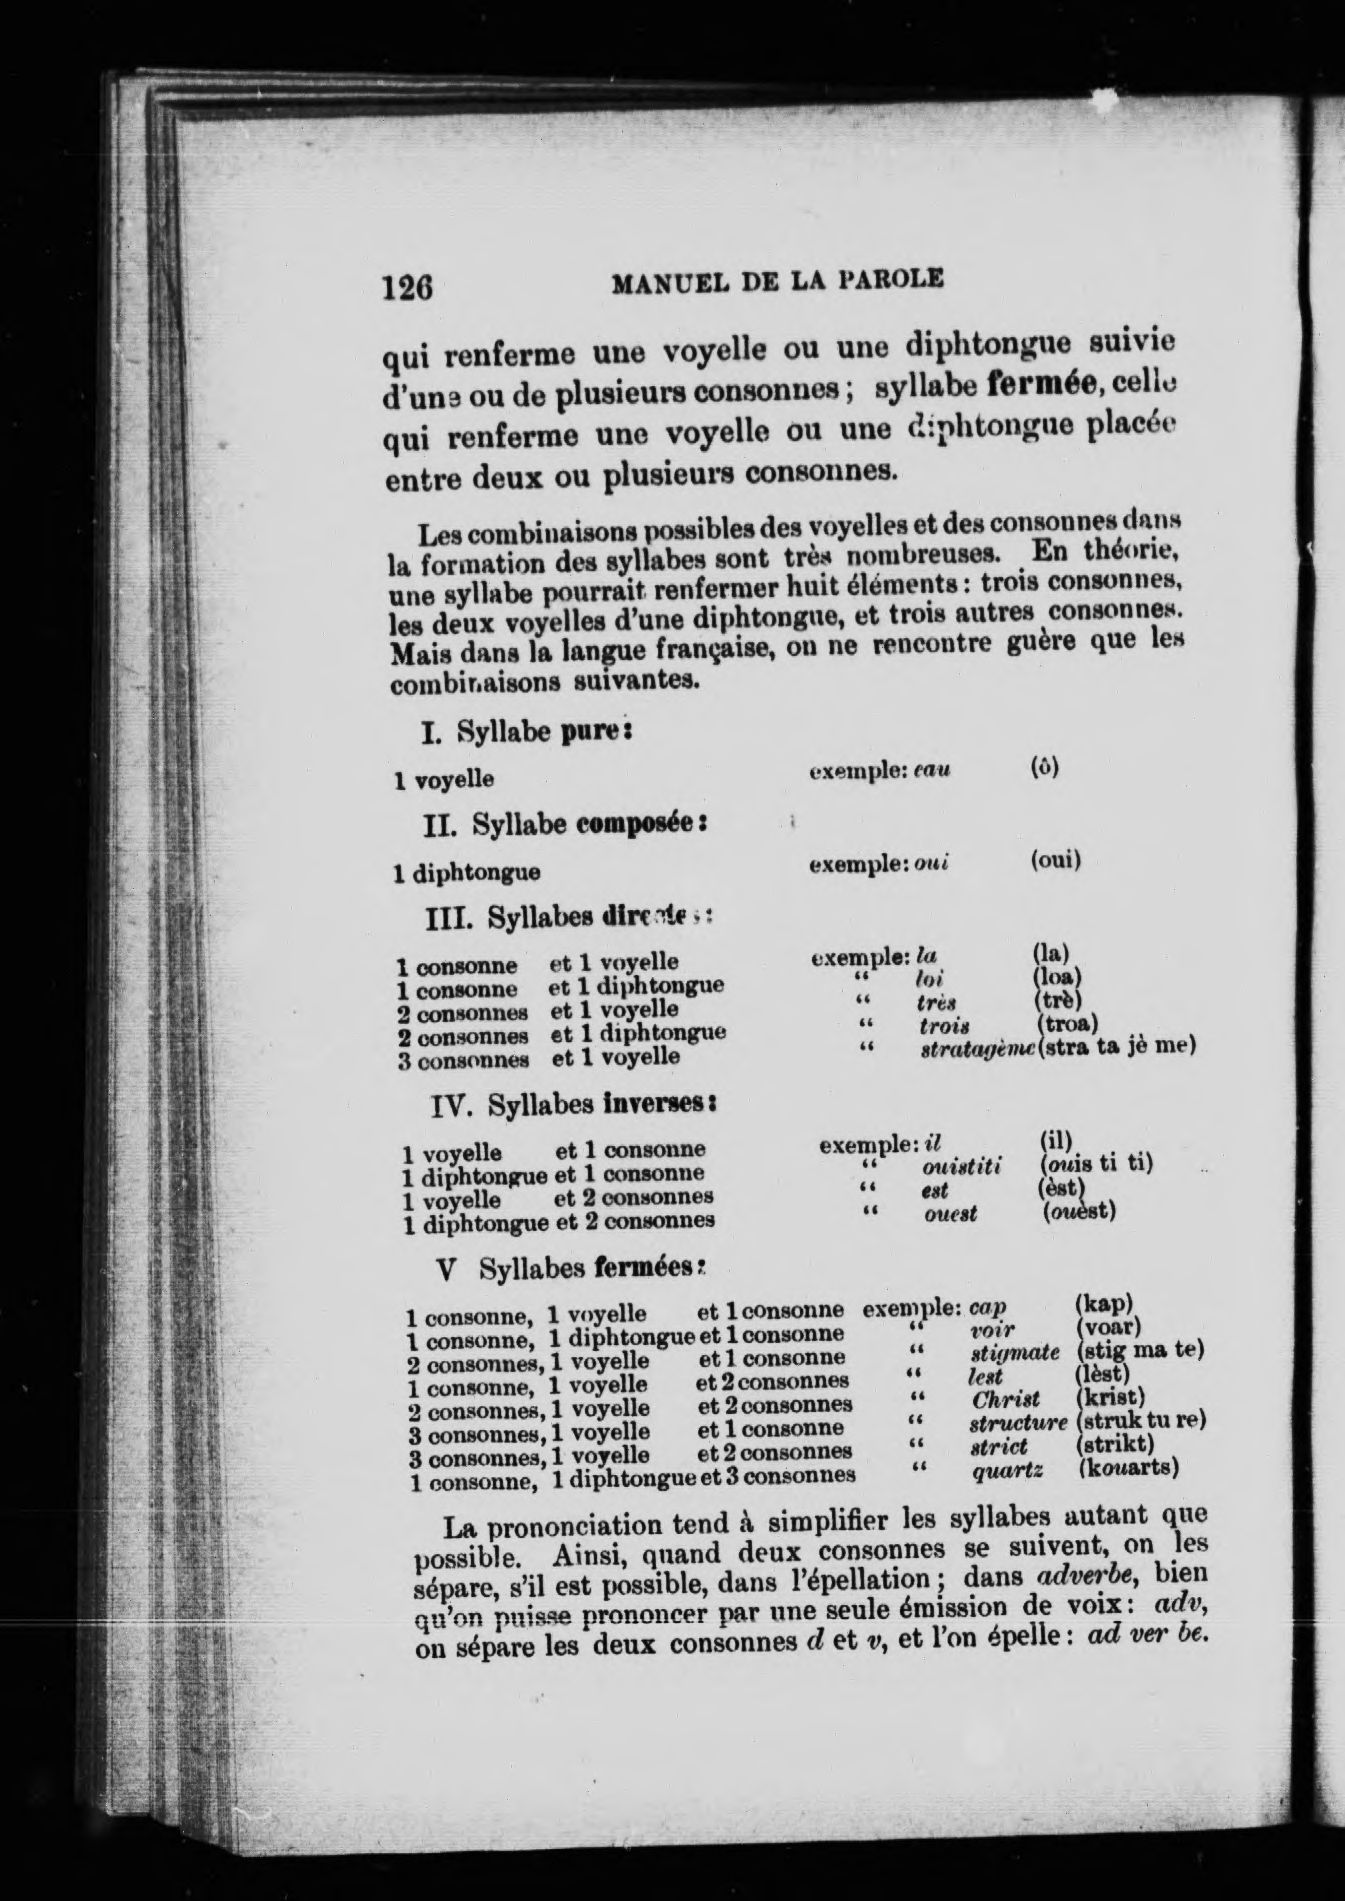 126 MANUEL DE LA PAROLE
qui renferme une voyelle ou une diphtongue suivie
d'une ou de plusieurs consonnes ; syllabe fermée, celle
qui renferme une voyelle ou une diphtongue placée
entre deux ou plusieurs consonnes.
Les combinaisons possibles des voyelles et des consonnes dans
la formation des syllabes sont très nombreuses. En théorie,
une syllabe pourrait renfermer huit éléments : trois consonnes,
les deux voyelles d'une diphtongue, et trois autres consonnes.
Mais dans la langue française, on ne rencontre guère que les
combinaisons suivantes.
I. Syllabe pure :
1 voyelle exemple : eau (ô)
II. Syllabe composée :
1 diphtongue exemple : oui (oui)
III. Syllabes directes :
1 consonne et 1 voyelle exemple : la (la)
1 consonne et 1 diphtongue “ loi (loa)
2 consonnes et 1 voyelle “ très (trè)
2 consonnes et 1 diphtongue “ trois (troa)
3 consonnes et 1 voyelle “ stratagème (stra ta jè me)
IV. Syllabes inverses :
1 voyelle et 1 consonne exemple : il (il)
1 diphtongue et 1 consonne “ ouistiti (ouis ti ti)
1 voyelle et 2 consonnes “ est (èst)
1 diphtongue et 2 consonnes “ ouest (ouèst)
V Syllabes fermées :
1 consonne, 1 voyelle et 1 consonne exemple : cap (kap)
1 consonne, 1 diphtongue et 1 consonne “ voir (voar)
2 consonnes, 1 voyelle et 1 consonne “ stigmate (stig ma te)
1 consonne, 1 voyelle et 2 consonnes “ lest (lèst)
2 consonnes, 1 voyelle et 2 consonnes “ Christ (krist)
3 consonnes, 1 voyelle et 1 consonne “ structure (struk tu re)
3 consonnes, 1 voyelle et 2 consonnes “ strict (strikt)
1 consonne, 1 diphtongue et 3 consonnes “ quartz (kouarts)
La prononciation tend à simplifier les syllabes autant que
possible. Ainsi, quand deux consonnes se suivent, on les
sépare, s'il est possible, dans l'épellation ; dans adverbe, bien
qu'on puisse prononcer par une seule émission de voix : adv,
on sépare les deux consonnes d et v, et l'on épelle : ad ver be.